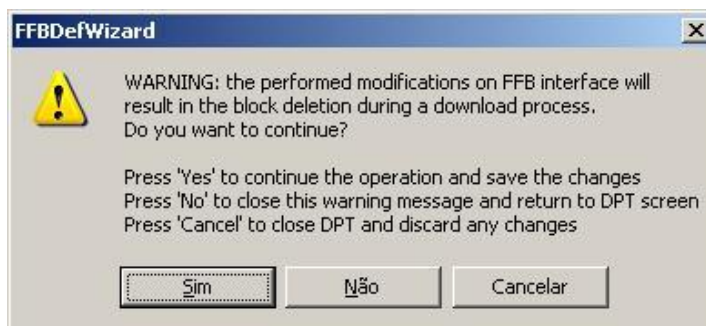 FFBDefWizard
WARNING: the performed modifications on FFB interface will
result in the block deletion during a download process.
Do you want to continue?
Press 'Yes' to continue the operation and save the changes
Press 'No' to close this warning message and return to DPT screen
Press 'Cancel' to close DPT and discard any changes
Sim
Não
Cancelar